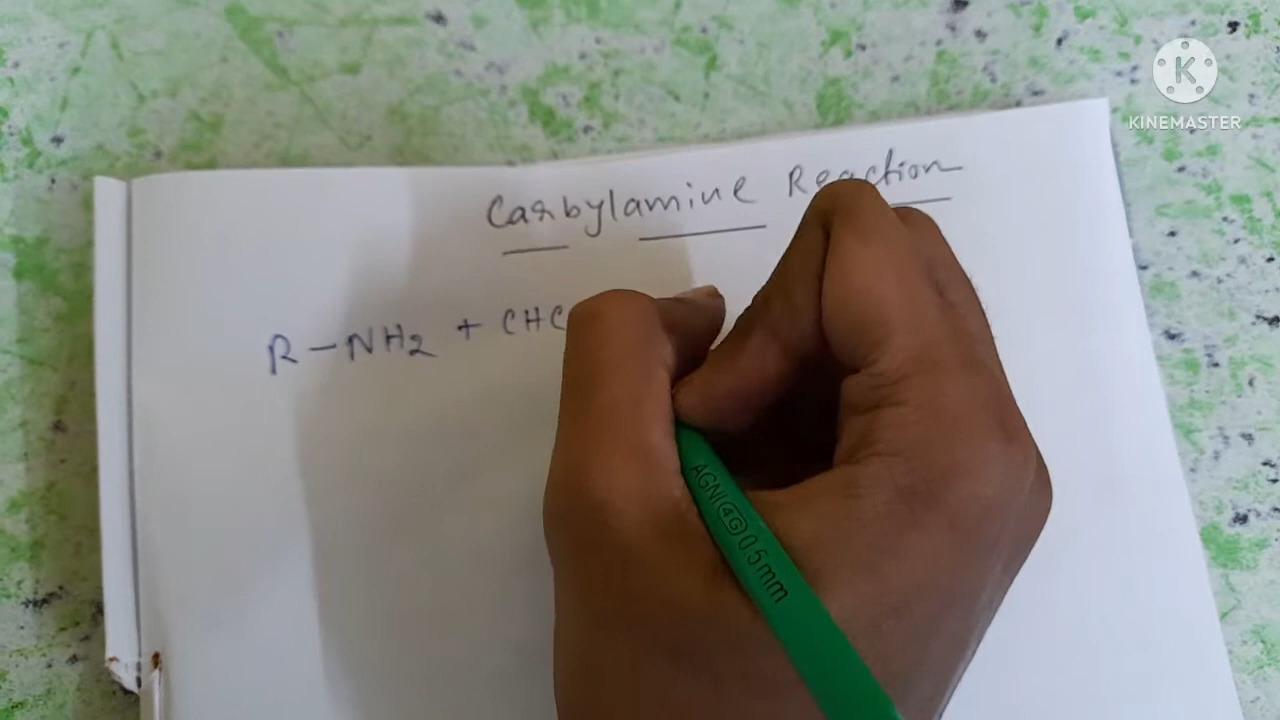 K
KINEMASTER
Carbylamine Reaction
R-NH2 + CHC
AGNI 4G 0.5mm